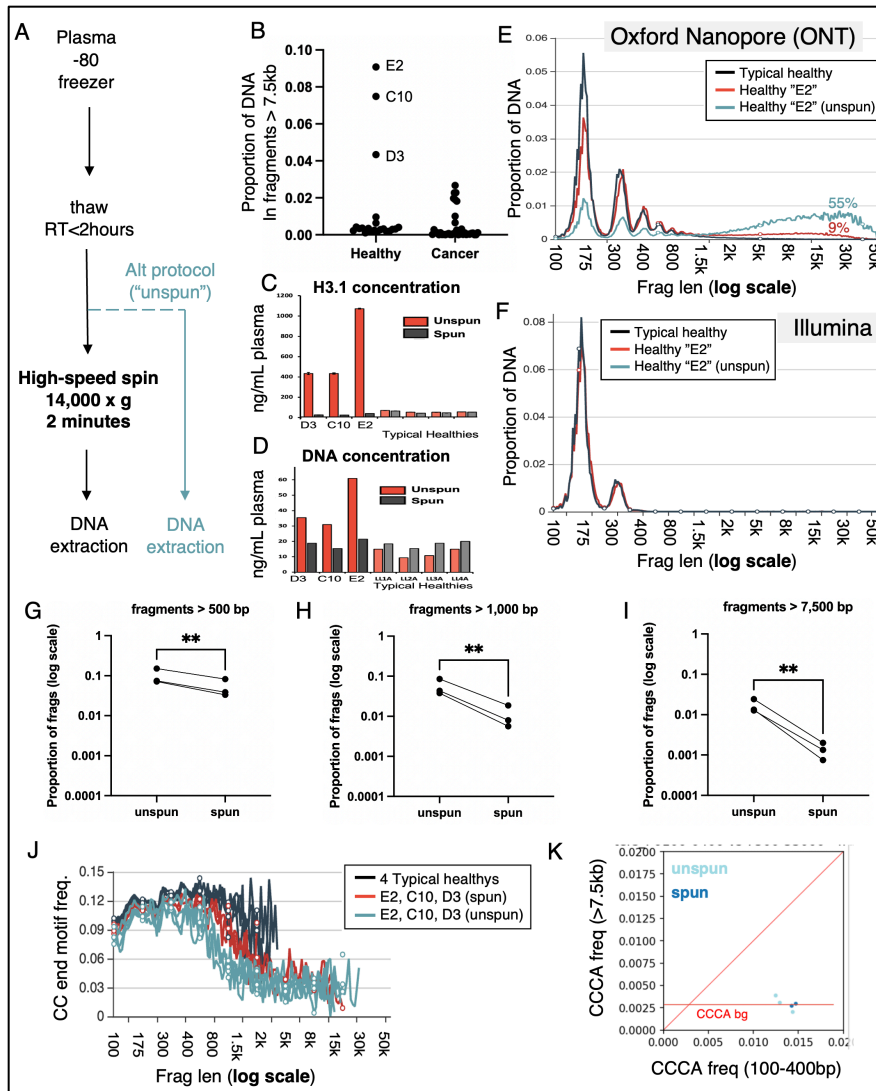 A
Plasma
-80
freezer
thaw
RT<2hours
Alt protocol
("unspun")
High-speed spin
14,000 x g
2 minutes
DNA
extraction
DNA
extraction
B
Proportion of DNA
In fragments > 7.5kb
0.10
0.08
0.06
0.04
0.02
0.00
E2
C10
D3
Healthy
Cancer
C
H3.1 concentration
ng/mL plasma
1200
1000
800
600
400
200
0
Unspun
Spun
D3
C10
E2
Typical Healthies
D
DNA concentration
ng/mL plasma
60
50
40
30
20
10
0
Unspun
Spun
D3
C10
E2
LL1A
LL2A
LL3A
LL4A
Typical Healthies
E
Oxford Nanopore (ONT)
Proportion of DNA
0.06
0.05
0.04
0.03
0.02
0.01
0
Typical healthy
Healthy "E2"
Healthy "E2" (unspun)
55%
9%
100
175
300
400
800
1.5k
2k
5k
8k
15k
30k
50k
Frag len (log scale)
F
Illumina
Proportion of DNA
0.08
0.06
0.04
0.02
0
Typical healthy
Healthy "E2"
Healthy "E2" (unspun)
100
175
300
400
800
1.5k
2k
5k
8k
15k
30k
50k
Frag len (log scale)
G
fragments > 500 bp
Proportion of frags (log scale)
1
0.1
0.01
0.001
0.0001
**
unspun
spun
H
fragments > 1,000 bp
Proportion of frags (log scale)
1
0.1
0.01
0.001
0.0001
**
unspun
spun
I
fragments > 7,500 bp
Proportion of frags (log scale)
1
0.1
0.01
0.001
0.0001
**
unspun
spun
J
CC end motif freq.
0.15
0.12
0.09
0.06
0.03
0.00
4 Typical healthys
E2, C10, D3 (spun)
E2, C10, D3 (unspun)
100
175
300
400
800
1.5k
2k
5k
8k
15k
30k
50k
Frag len (log scale)
K
CCCA freq (>7.5kb)
0.0200
0.0175
0.0150
0.0125
0.0100
0.0075
0.0050
0.0025
0.0000
unspun
spun
CCCA bg
0.000
0.005
0.010
0.015
CCCA freq (100-400bp)